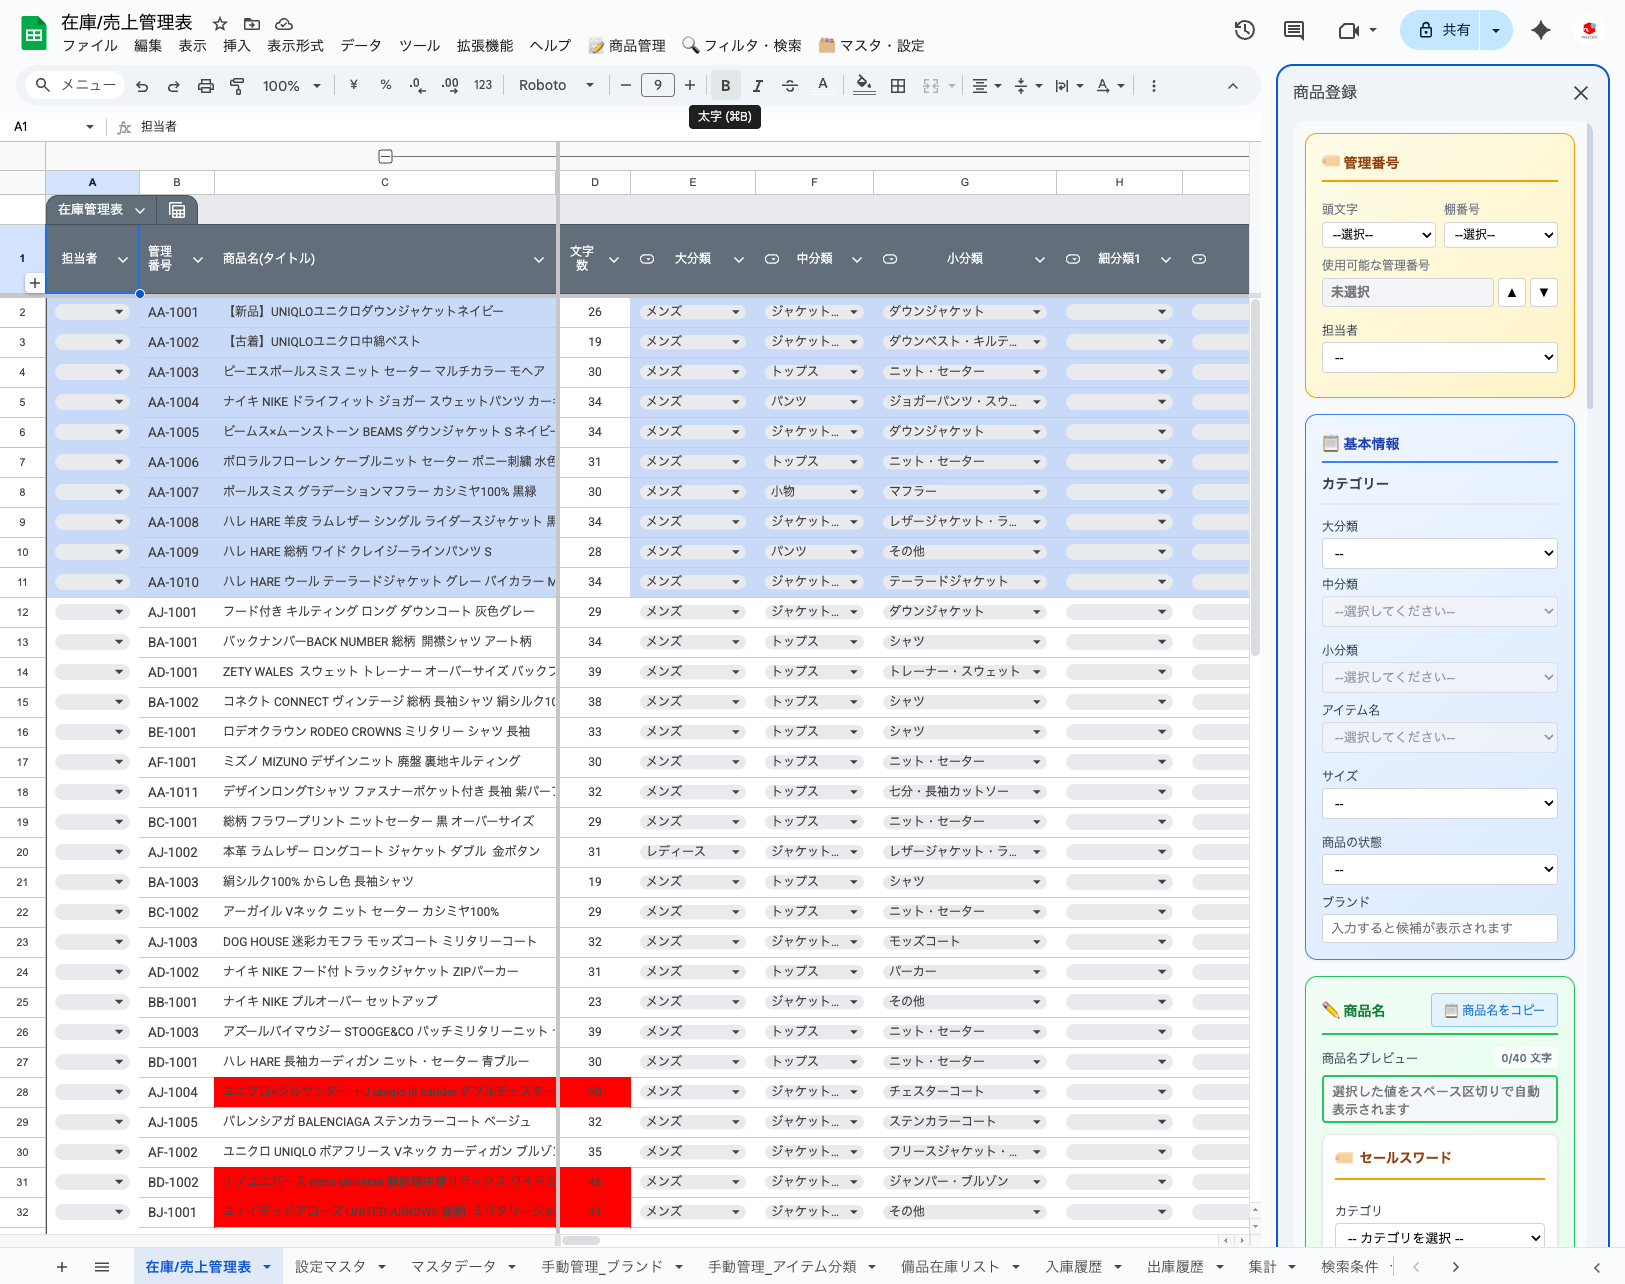 在庫/売上管理表
ファイル 編集 表示 挿入 表示形式 データ ツール 拡張機能 ヘルプ 商品管理 フィルタ・検索 マスタ・設定
共有
メニュー 100% ¥ % .0 .00 123 Roboto 9 B I A
太字 (⌘B)
A1 fx 担当者
A B C D E F G H
在庫管理表
1 担当者 管理番号 商品名(タイトル) 文字数 大分類 中分類 小分類 細分類1
2 AA-1001 【新品】UNIQLOユニクロダウンジャケットネイビー 26 メンズ ジャケット... ダウンジャケット
3 AA-1002 【古着】UNIQLOユニクロ中綿ベスト 19 メンズ ジャケット... ダウンベスト・キルテ...
4 AA-1003 ピーエスポールスミス ニット セーター マルチカラー モヘア 30 メンズ トップス ニット・セーター
5 AA-1004 ナイキ NIKE ドライフィット ジョガー スウェットパンツ カー 34 メンズ パンツ ジョガーパンツ・スウ...
6 AA-1005 ビームス×ムーンストーン BEAMS ダウンジャケット S ネイビー 34 メンズ ジャケット... ダウンジャケット
7 AA-1006 ポロラルフローレン ケーブルニット セーター ポニー刺繍 水色 31 メンズ トップス ニット・セーター
8 AA-1007 ポールスミス グラデーションマフラー カシミヤ100% 黒緑 30 メンズ 小物 マフラー
9 AA-1008 ハレ HARE 羊皮 ラムレザー シングル ライダースジャケット 黒 34 メンズ ジャケット... レザージャケット・ラ...
10 AA-1009 ハレ HARE 総柄 ワイド クレイジーラインパンツ S 28 メンズ パンツ その他
11 AA-1010 ハレ HARE ウール テーラードジャケット グレー バイカラー M 34 メンズ ジャケット... テーラードジャケット
12 AJ-1001 フード付き キルティング ロング ダウンコート 灰色グレー 29 メンズ ジャケット... ダウンジャケット
13 BA-1001 バックナンバーBACK NUMBER 総柄 開襟シャツ アート柄 34 メンズ トップス シャツ
14 AD-1001 ZETY WALES スウェット トレーナー オーバーサイズ バックプ 39 メンズ トップス トレーナー・スウェット
15 BA-1002 コネクト CONNECT ヴィンテージ 総柄 長袖シャツ 絹シルク10 38 メンズ トップス シャツ
16 BE-1001 ロデオクラウン RODEO CROWNS ミリタリー シャツ 長袖 33 メンズ トップス シャツ
17 AF-1001 ミズノ MIZUNO デザインニット 廃盤 裏地キルティング 30 メンズ トップス ニット・セーター
18 AA-1011 デザインロングTシャツ ファスナーポケット付き 長袖 紫パープ 32 メンズ トップス 七分・長袖カットソー
19 BC-1001 総柄 フラワープリント ニットセーター 黒 オーバーサイズ 29 メンズ トップス ニット・セーター
20 AJ-1002 本革 ラムレザー ロングコート ジャケット ダブル 金ボタン 31 レディース ジャケット... レザージャケット・ラ...
21 BA-1003 絹シルク100% からし色 長袖シャツ 19 メンズ トップス シャツ
22 BC-1002 アーガイル Vネック ニット セーター カシミヤ100% 29 メンズ トップス ニット・セーター
23 AJ-1003 DOG HOUSE 迷彩カモフラ モッズコート ミリタリーコート 32 メンズ ジャケット... モッズコート
24 AD-1002 ナイキ NIKE フード付 トラックジャケット ZIPパーカー 31 メンズ トップス パーカー
25 BB-1001 ナイキ NIKE プルオーバー セットアップ 23 メンズ ジャケット... その他
26 AD-1003 アズールバイマウジー STOOGE&CO パッチミリタリーニット 39 メンズ トップス ニット・セーター
27 BD-1001 ハレ HARE 長袖カーディガン ニット・セーター 青ブルー 30 メンズ トップス ニット・セーター
28 AJ-1004 ユニクロ×ジルサンダー +J uniqlo jil sander ダブルチェスター 50 メンズ ジャケット... チェスターコート
29 AJ-1005 バレンシアガ BALENCIAGA ステンカラーコート ベージュ 32 メンズ ジャケット... ステンカラーコート
30 AF-1002 ユニクロ UNIQLO ボアフリース Vネック カーディガン ブルゾン 35 メンズ ジャケット... フリースジャケット・...
31 BD-1002 ナノユニバース nano universe 中綿リラックス ワイド 46 メンズ ジャケット... ジャンパー・ブルゾン
32 BJ-1001 ユナイテッドアローズ UNITED ARROWS 総柄 ミリタリージャ 41 メンズ ジャケット... その他
+ 在庫/売上管理表 設定マスタ マスタデータ 手動管理_ブランド 手動管理_アイテム分類 備品在庫リスト 入庫履歴 出庫履歴 集計 検索条件
商品登録
管理番号
頭文字 棚番号
--選択-- --選択--
使用可能な管理番号
未選択 ▲ ▼
担当者
--
基本情報
カテゴリー
大分類
--
中分類
--選択してください--
小分類
--選択してください--
アイテム名
--選択してください--
サイズ
--
商品の状態
--
ブランド
入力すると候補が表示されます
商品名 商品名をコピー
商品名プレビュー 0/40 文字
選択した値をスペース区切りで自動
表示されます
セールスワード
カテゴリ
-- カテゴリを選択 --